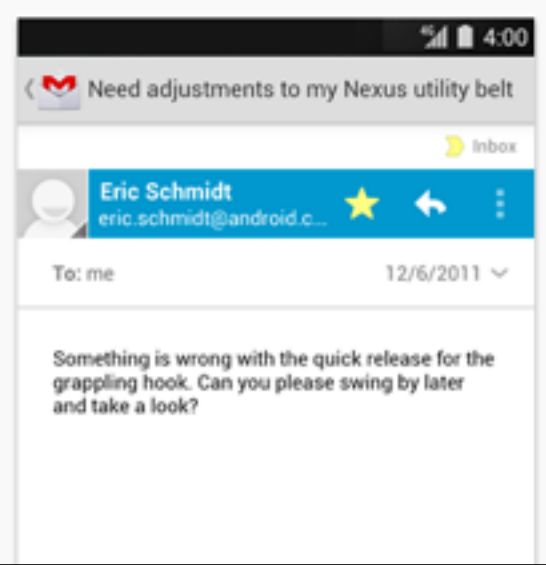 4G 4:00
Need adjustments to my Nexus utility belt
Inbox
Eric Schmidt
eric.schmidt@android.c...
To: me 12/6/2011
Something is wrong with the quick release for the
grappling hook. Can you please swing by later
and take a look?